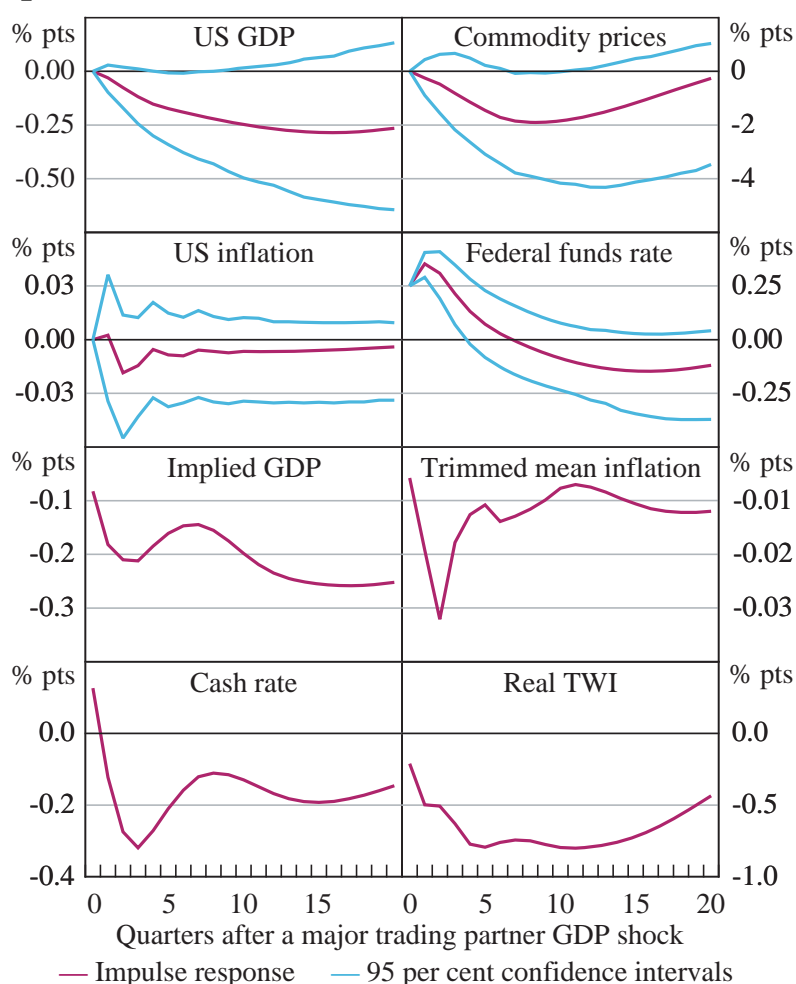 % pts US GDP Commodity prices % pts
0.00 0
-0.25 -2
-0.50 -4
% pts US inflation Federal funds rate % pts
0.03 0.25
0.00 0.00
-0.03 -0.25
% pts Implied GDP Trimmed mean inflation % pts
-0.1 -0.01
-0.2 -0.02
-0.3 -0.03
% pts Cash rate Real TWI % pts
0.0 0.0
-0.2 -0.5
-0.4 -1.0
0 5 10 15 0 5 10 15 20
Quarters after a major trading partner GDP shock
Impulse response 95 per cent confidence intervals